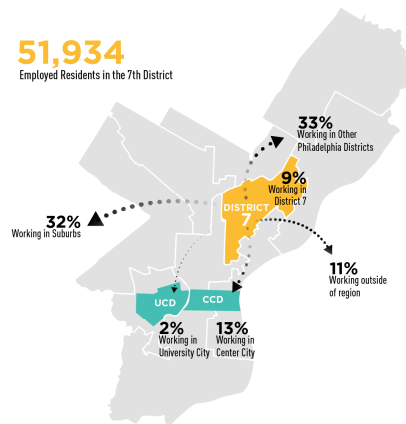 51,934
Employed Residents in the 7th District
33%
Working in Other
Philadelphia Districts
9%
Working in
District 7
DISTRICT
7
32%
Working in Suburbs
11%
Working outside
of region
UCD
CCD
2%
Working in
University City
13%
Working in
Center City